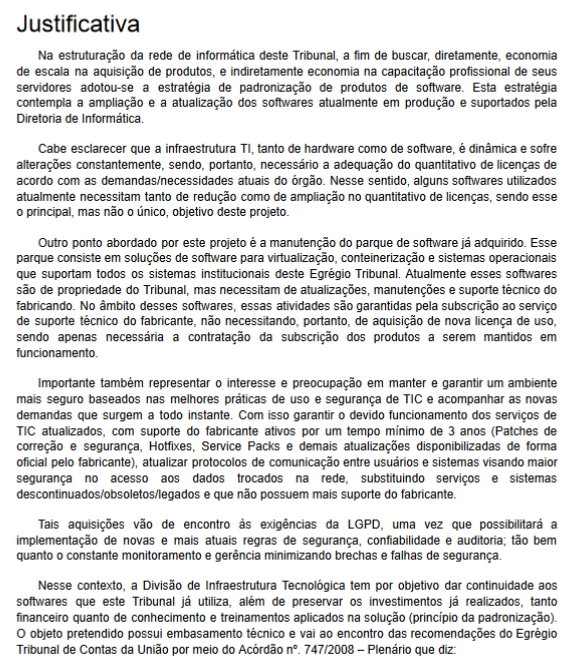 Justificativa
Na estruturação da rede de informática deste Tribunal, a fim de buscar, diretamente, economia
de escala na aquisição de produtos, e indiretamente economia na capacitação profissional de seus
servidores adotou-se a estratégia de padronização de produtos de software. Esta estratégia
contempla a ampliação e a atualização dos softwares atualmente em produção e suportados pela
Diretoria de Informática.
Cabe esclarecer que a infraestrutura TI, tanto de hardware como de software, é dinâmica e sofre
alterações constantemente, sendo, portanto, necessário a adequação do quantitativo de licenças de
acordo com as demandas/necessidades atuais do órgão. Nesse sentido, alguns softwares utilizados
atualmente necessitam tanto de redução como de ampliação no quantitativo de licenças, sendo esse
o principal, mas não o único, objetivo deste projeto.
Outro ponto abordado por este projeto é a manutenção do parque de software já adquirido. Esse
parque consiste em soluções de software para virtualização, conteinerização e sistemas operacionais
que suportam todos os sistemas institucionais deste Egrégio Tribunal. Atualmente esses softwares
são de propriedade do Tribunal, mas necessitam de atualizações, manutenções e suporte técnico do
fabricando. No âmbito desses softwares, essas atividades são garantidas pela subscrição ao serviço
de suporte técnico do fabricante, não necessitando, portanto, de aquisição de nova licença de uso,
sendo apenas necessária a contratação da subscrição dos produtos a serem mantidos em
funcionamento.
Importante também representar o interesse e preocupação em manter e garantir um ambiente
mais seguro baseados nas melhores práticas de uso e segurança de TIC e acompanhar as novas
demandas que surgem a todo instante. Com isso garantir o devido funcionamento dos serviços de
TIC atualizados, com suporte do fabricante ativos por um tempo mínimo de 3 anos (Patches de
correção e segurança, Hotfixes, Service Packs e demais atualizações disponibilizadas de forma
oficial pelo fabricante), atualizar protocolos de comunicação entre usuários e sistemas visando maior
segurança no acesso aos dados trocados na rede, substituindo serviços e sistemas
descontinuados/obsoletos/legados e que não possuem mais suporte do fabricante.
Tais aquisições vão de encontro às exigências da LGPD, uma vez que possibilitará a
implementação de novas e mais atuais regras de segurança, confiabilidade e auditoria; tão bem
quanto o constante monitoramento e gerência minimizando brechas e falhas de segurança.
Nesse contexto, a Divisão de Infraestrutura Tecnológica tem por objetivo dar continuidade aos
softwares que este Tribunal já utiliza, além de preservar os investimentos já realizados, tanto
financeiro quanto de conhecimento e treinamentos aplicados na solução (princípio da padronização).
O objeto pretendido possui embasamento técnico e vai ao encontro das recomendações do Egrégio
Tribunal de Contas da União por meio do Acórdão nº. 747/2008 – Plenário que diz: